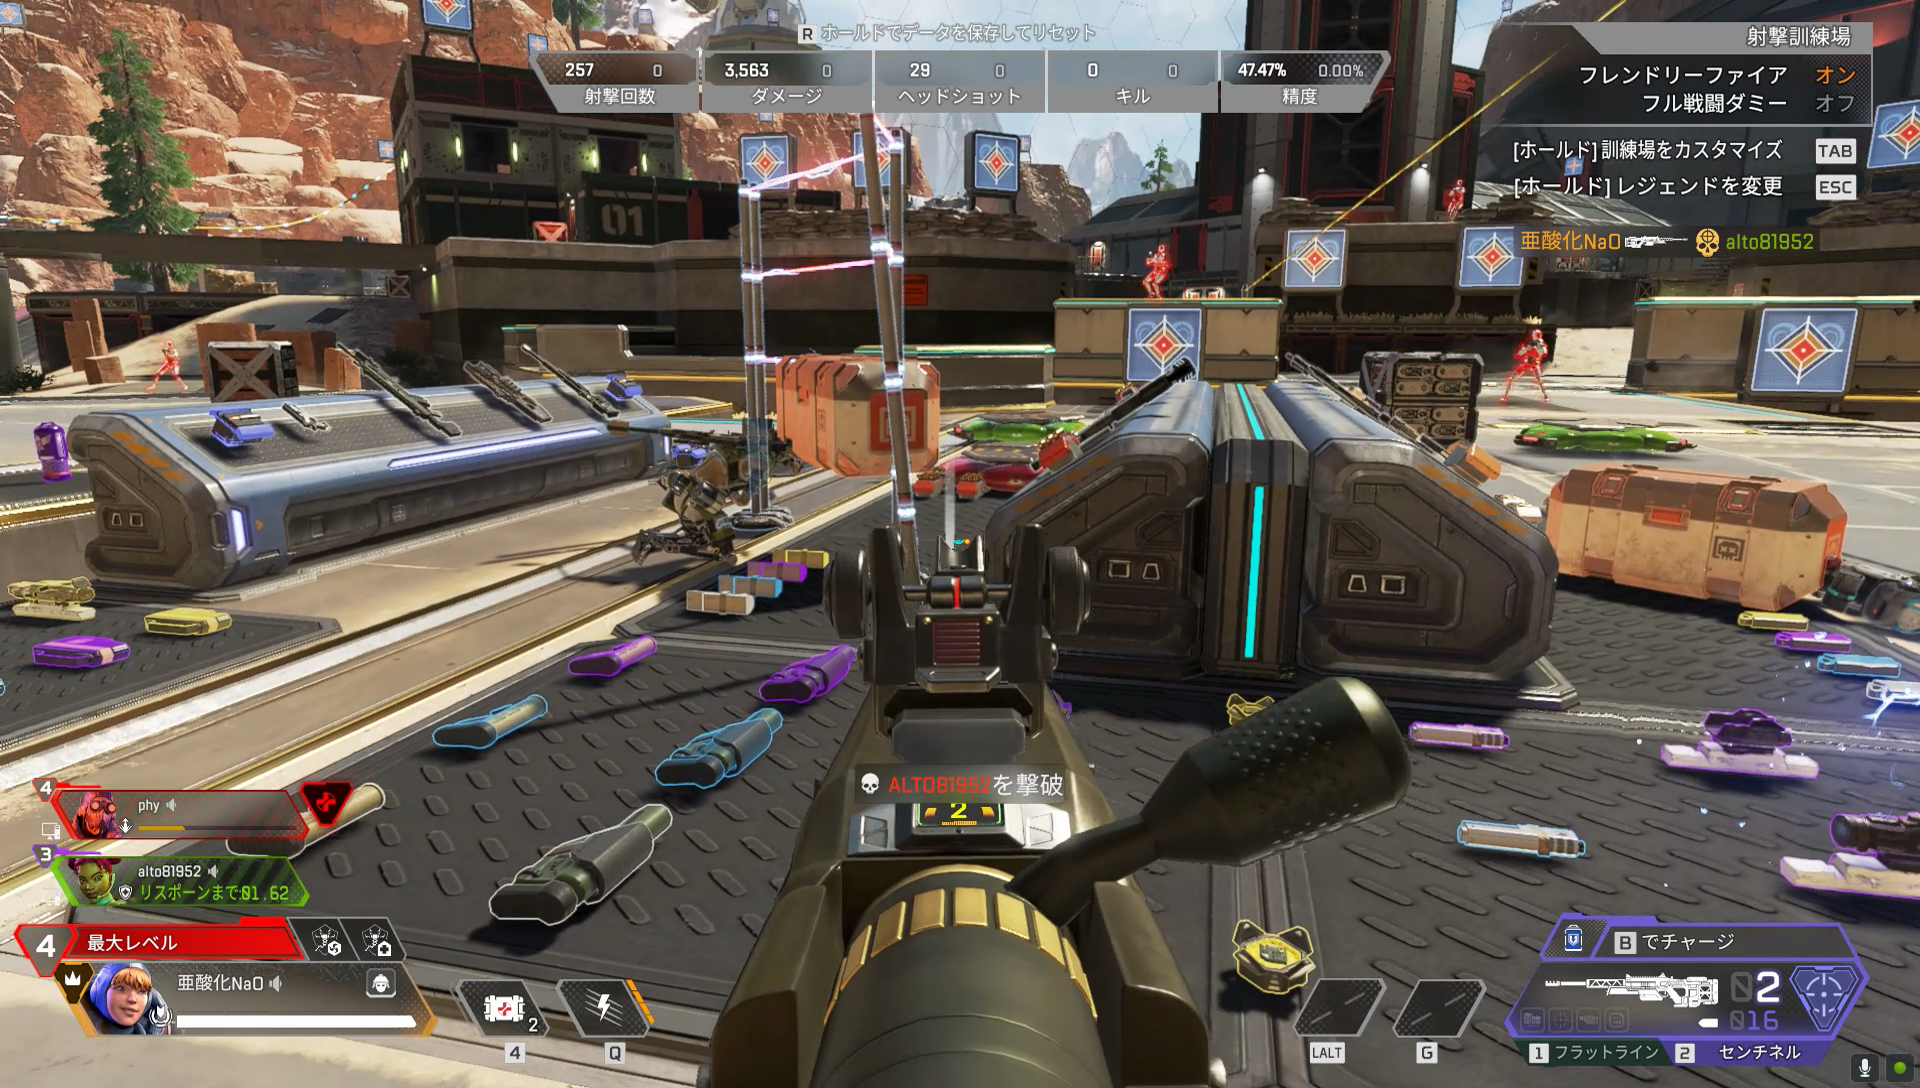 R ホールドでデータを保存してリセット
257 0 射撃回数
3,563 0 ダメージ
29 0 ヘッドショット
0 0 キル
47.47% 0.00% 精度
射撃訓練場
フレンドリーファイア オン
フル戦闘ダミー オフ
[ホールド] 訓練場をカスタマイズ TAB
[ホールド] レジェンドを変更 ESC
亜酸化NaO alto81952
01
ALTO81952を撃破
2
4 phy
3 alto81952
リスポーンまで:01.62
4 最大レベル
亜酸化NaO
2
4
Q
LALT
G
B でチャージ
02
016
1 フラットライン 2 センチネル